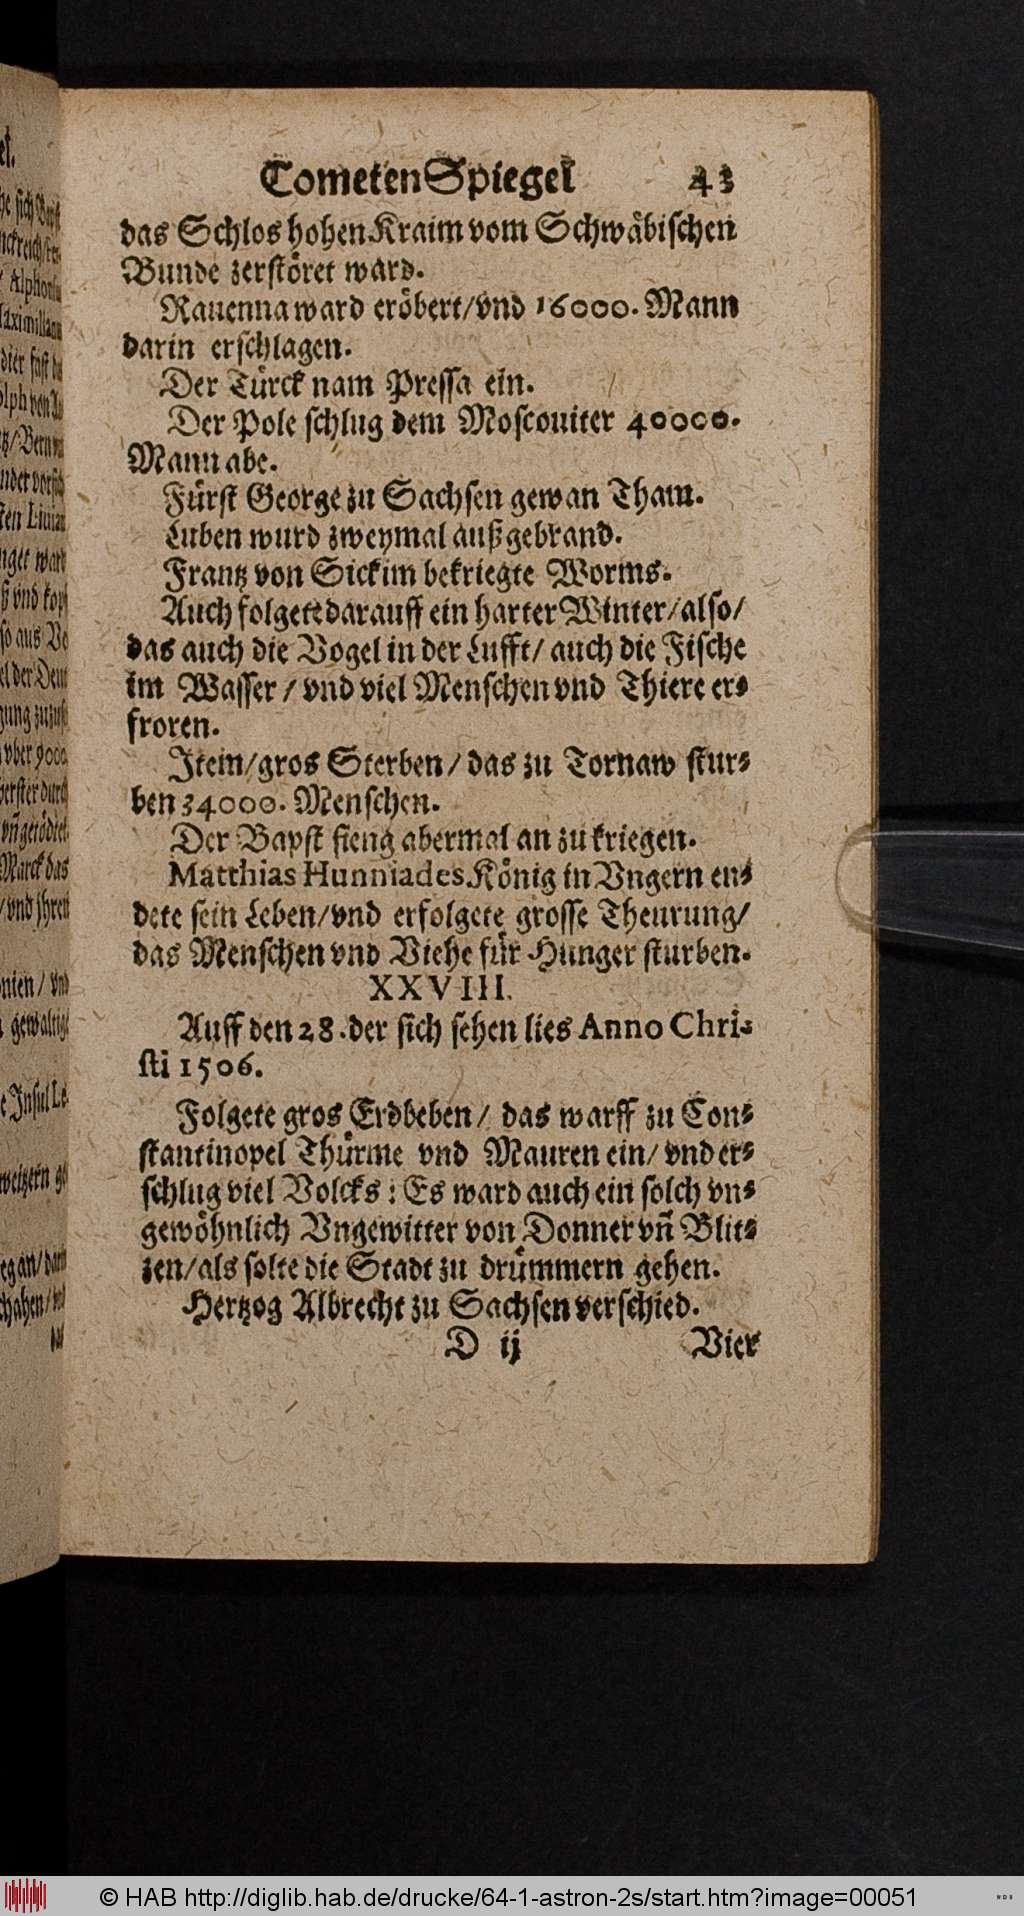 CometenSpiegel 43
das Schlos hohen Kraim vom Schwäbischen
Bunde zerstöret ward.
Rauenna ward eröbert/vnd 16000. Mann
darin erschlagen.
Der Türck nam Pressa ein.
Der Pole schlug dem Moscouiter 40000.
Mann abe.
Fürst George zu Sachsen gewan Tham.
Luben wurd zweymal außgebrand.
Frantz von Sickim bekriegte Worms.
Auch folgete darauff ein harter Winter/also/
das auch die Vogel in der Lufft/ auch die Fische
im Wasser / vnd viel Menschen vnd Thiere er-
froren.
Item/gros Sterben / das zu Tornaw stur-
ben 34000. Menschen.
Der Bapst fieng abermal an zu kriegen.
Matthias Hunniades König in Vngern en-
dete sein Leben/vnd erfolgete grosse Theurung/
das Menschen vnd Viehe für Hunger sturben.
XXVIII.
Auff den 28. der sich sehen lies Anno Chri-
sti 1506.
Folgete gros Erdbeben / das warff zu Con-
stantinopel Thürme vnd Mauren ein/ vnd er-
schlug viel Volcks : Es ward auch ein solch vn-
gewöhnlich Vngewitter von Donner vn̄ Blit-
zen/als solte die Stadt zu drümmern gehen.
Hertzog Albrecht zu Sachsen verschied.
D ij Vier
© HAB http://diglib.hab.de/drucke/64-1-astron-2s/start.htm?image=00051